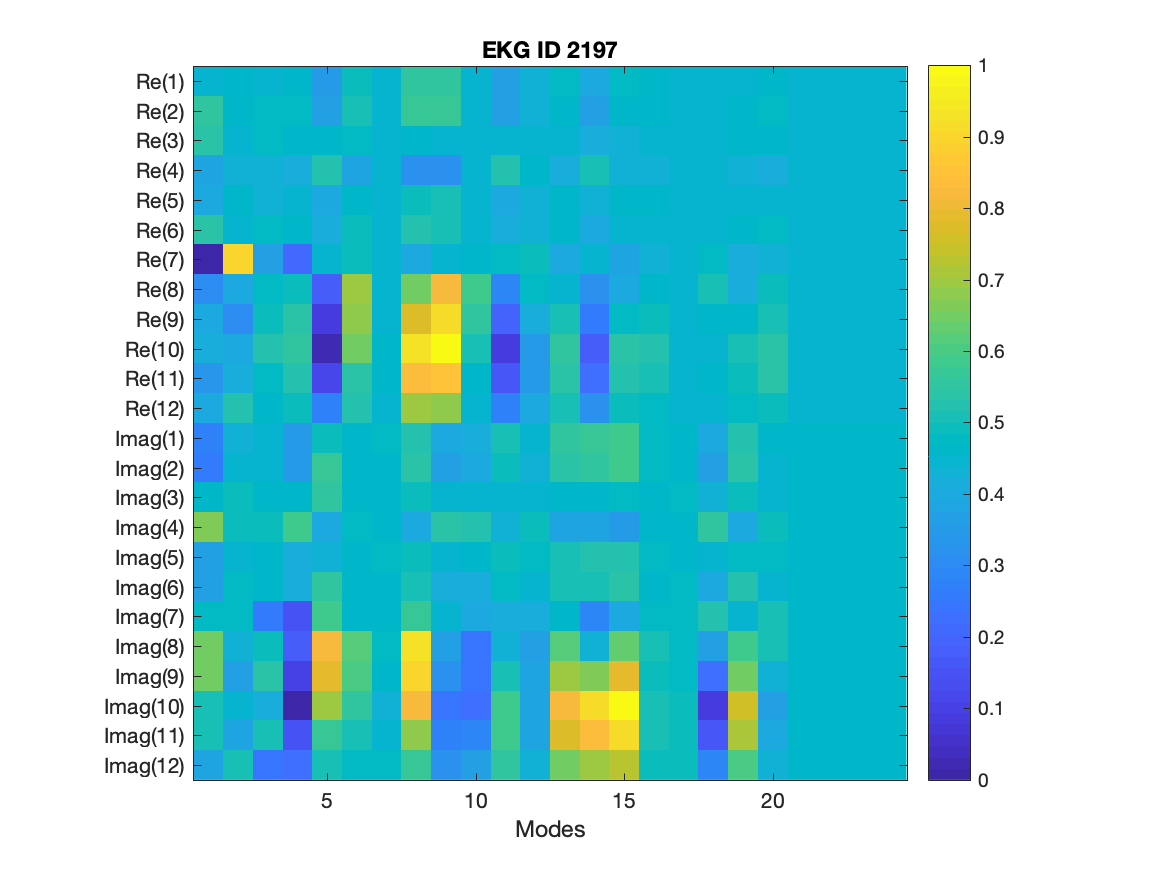 EKG ID 2197
Re(1)
Re(2)
Re(3)
Re(4)
Re(5)
Re(6)
Re(7)
Re(8)
Re(9)
Re(10)
Re(11)
Re(12)
Imag(1)
Imag(2)
Imag(3)
Imag(4)
Imag(5)
Imag(6)
Imag(7)
Imag(8)
Imag(9)
Imag(10)
Imag(11)
Imag(12)
5 10 15 20
Modes
1
0.9
0.8
0.7
0.6
0.5
0.4
0.3
0.2
0.1
0